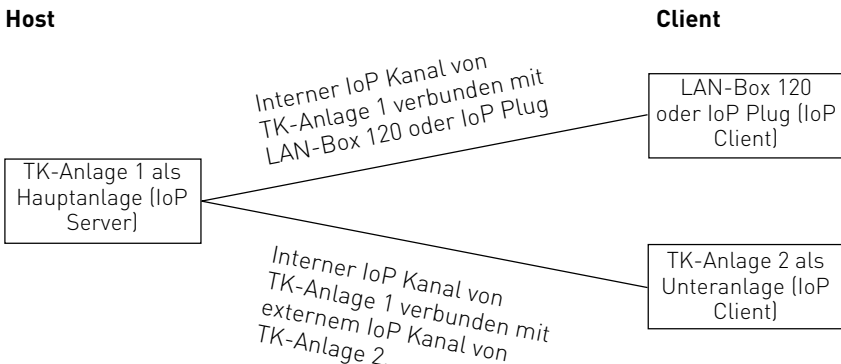 Host
Client
Interner IoP Kanal von
TK-Anlage 1 verbunden mit
LAN-Box 120 oder IoP Plug
LAN-Box 120
oder IoP Plug (IoP
Client)
TK-Anlage 1 als
Hauptanlage (IoP
Server)
Interner IoP Kanal von
TK-Anlage 1 verbunden mit
externem IoP Kanal von
TK-Anlage 2.
TK-Anlage 2 als
Unteranlage (IoP
Client)